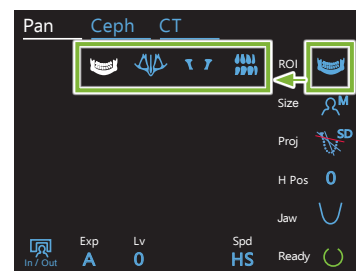 Pan Ceph CT
ROI
Size M
Proj SD
H Pos 0
Jaw
Exp Lv Spd
In / Out A 0 HS Ready